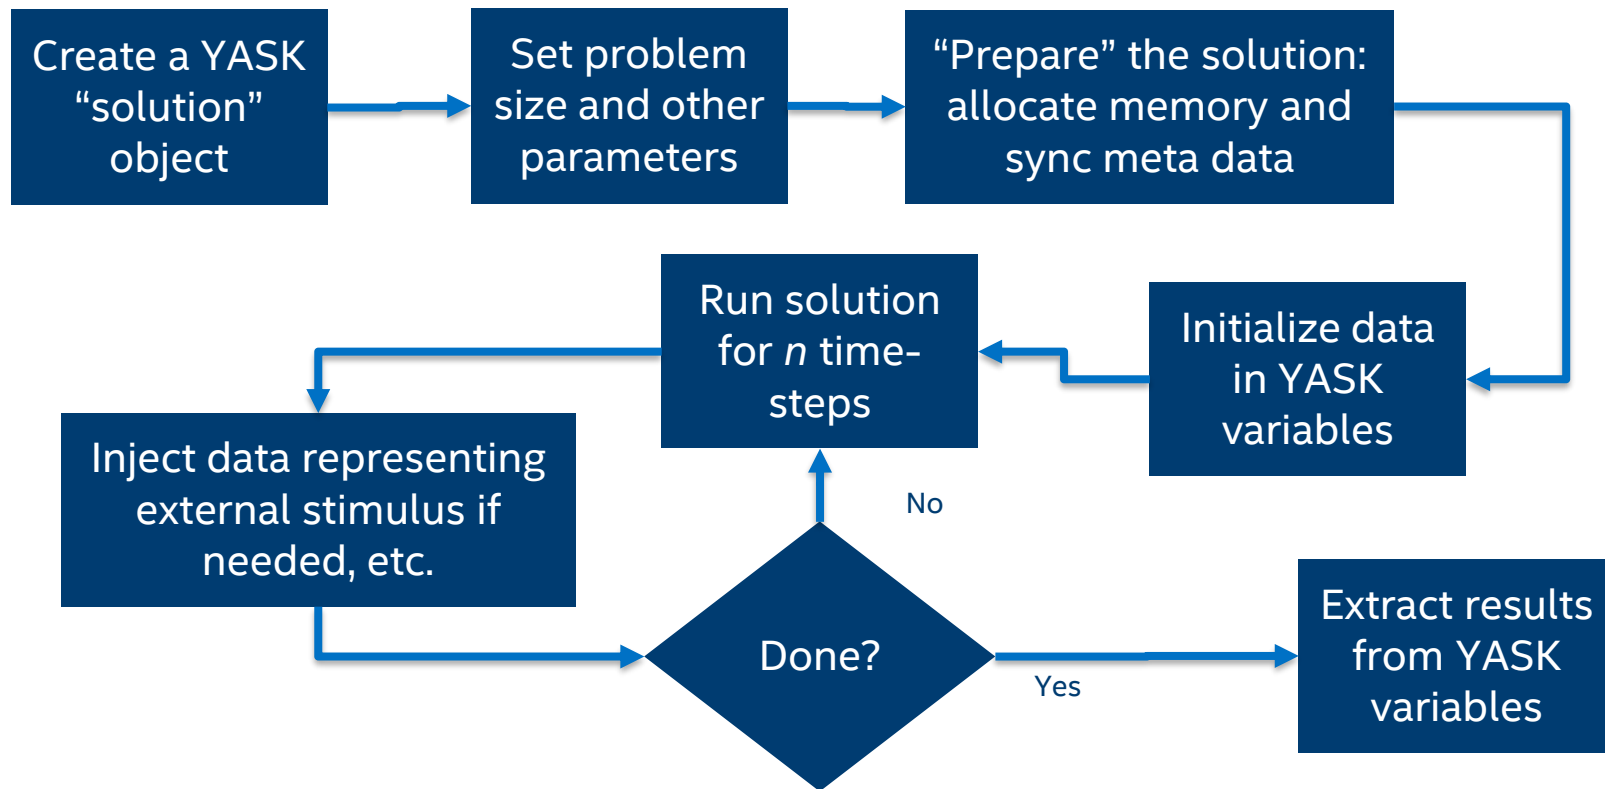 Create a YASK
“solution”
object
Set problem
size and other
parameters
“Prepare” the solution:
allocate memory and
sync meta data
Initialize data
in YASK
variables
Run solution
for n time-
steps
Inject data representing
external stimulus if
needed, etc.
Done?
No
Yes
Extract results
from YASK
variables